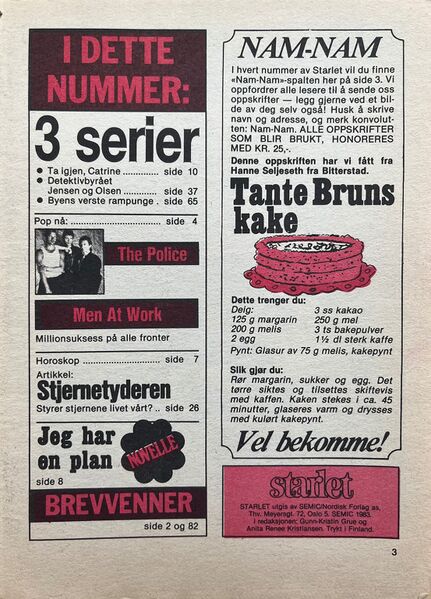 I DETTE
NUMMER:
3 serier
● Ta igjen, Catrine .............. side 10
● Detektivbyrået
Jensen og Olsen ............. side 37
● Byens verste rampunge . side 65
Pop nå: ............................. side 4
The Police
Men At Work
Millionsuksess på alle fronter
Horoskop ......................... side 7
Artikkel:
Stjernetyderen
Styrer stjernene livet vårt? .. side 26
Jeg har
en plan
NOVELLE
side 8
BREVVENNER
side 2 og 82
NAM-NAM
I hvert nummer av Starlet vil du finne
«Nam-Nam»-spalten her på side 3. Vi
oppfordrer alle lesere til å sende oss
oppskrifter — legg gjerne ved et bil-
de av deg selv også! Husk å skrive
navn og adresse, og merk konvolut-
ten: Nam-Nam. ALLE OPPSKRIFTER
SOM BLIR BRUKT, HONORERES
MED KR. 25,-.
Denne oppskriften har vi fått fra
Hanne Seljeseth fra Bitterstad.
Tante Bruns
kake
Dette trenger du:
Deig: 3 ss kakao
125 g margarin 250 g mel
200 g melis 3 ts bakepulver
2 egg 1½ dl sterk kaffe
Pynt: Glasur av 75 g melis, kakepynt
Slik gjør du:
Rør margarin, sukker og egg. Det
tørre siktes og tilsettes skiftevis
med kaffen. Kaken stekes i ca. 45
minutter, glaseres varm og drysses
med kulørt kakepynt.
Vel bekomme!
starlet
STARLET utgis av SEMIC/Nordisk Forlag as,
Thv. Meyersgt. 72, Oslo 5. SEMIC 1983.
I redaksjonen: Gunn-Kristin Grue og
Anita Renee Kristiansen. Trykt i Finland.
3